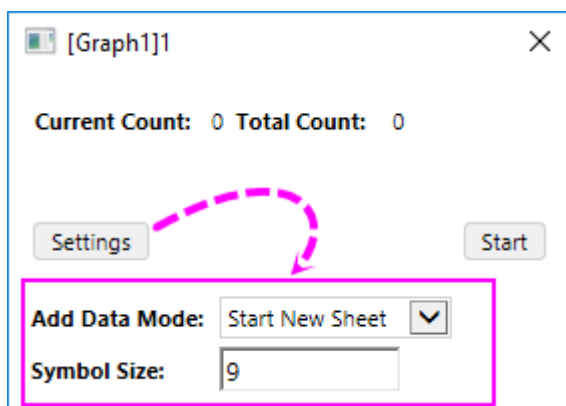 [Graph1]1
Current Count: 0 Total Count: 0
Settings Start
Add Data Mode: Start New Sheet
Symbol Size: 9